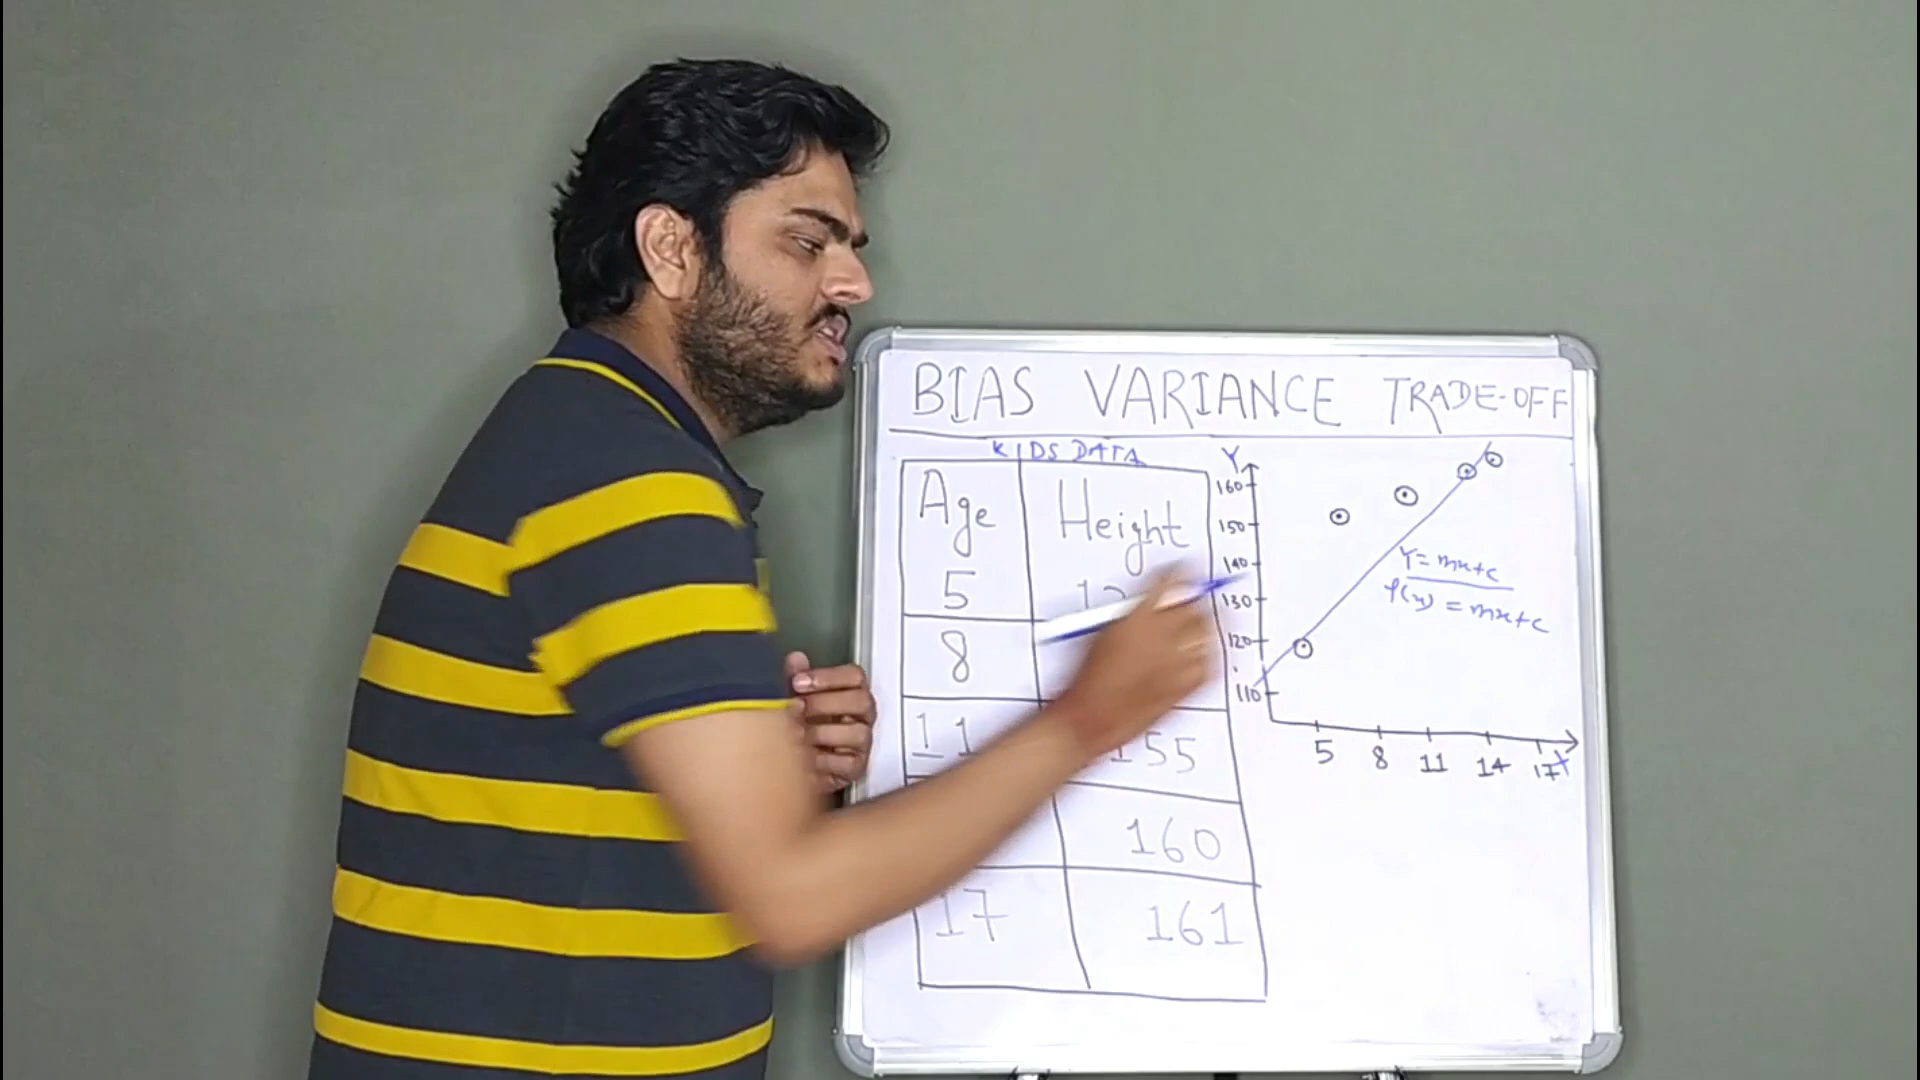 BIAS VARIANCE TRADE-OFF
KIDS DATA
Age Height
5
8
11 155
160
17 161
Y
160
150
140
130
120
110
5 8 11 14 17 X
Y = mx+c
f(x) = mx+c